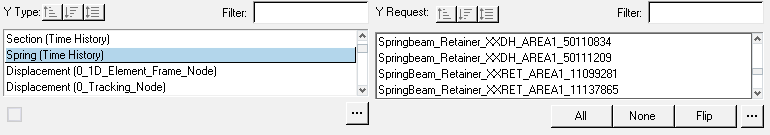 Y Type: Filter:
Section (Time History)
Spring (Time History)
Displacement (0_1D_Element_Frame_Node)
Displacement (0_Tracking_Node)
...
Y Request: Filter:
Springbeam_Retainer_XXDH_AREA1_50110834
Springbeam_Retainer_XXDH_AREA1_50111209
SpringBeam_Retainer_XXRET_AREA1_11099281
SpringBeam_Retainer_XXRET_AREA1_11137865
All None Flip ...